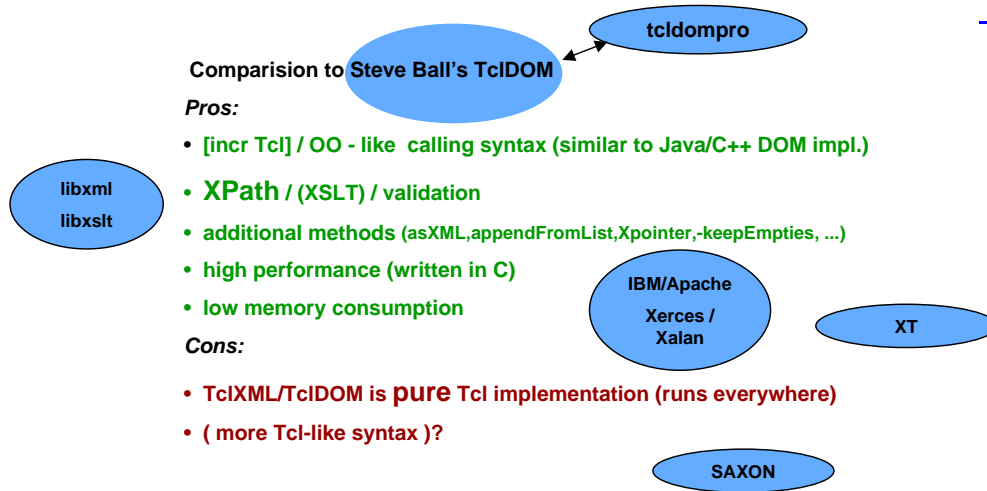 tcldompro
Comparision to Steve Ball's TclDOM
Pros:
• [incr Tcl] / OO - like calling syntax (similar to Java/C++ DOM impl.)
libxml
libxslt
• XPath / (XSLT) / validation
• additional methods (asXML,appendFromList,Xpointer,-keepEmpties, ...)
• high performance (written in C)
• low memory consumption
IBM/Apache
Xerces /
Xalan
XT
Cons:
• TclXML/TclDOM is pure Tcl implementation (runs everywhere)
• ( more Tcl-like syntax )?
SAXON